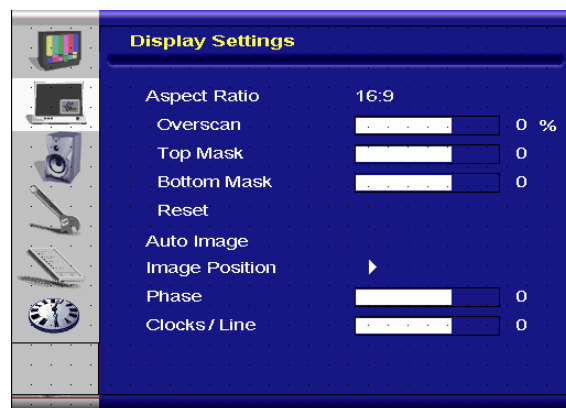 Display Settings
Aspect Ratio 16:9
Overscan 0 %
Top Mask 0
Bottom Mask 0
Reset
Auto Image
Image Position
Phase 0
Clocks / Line 0